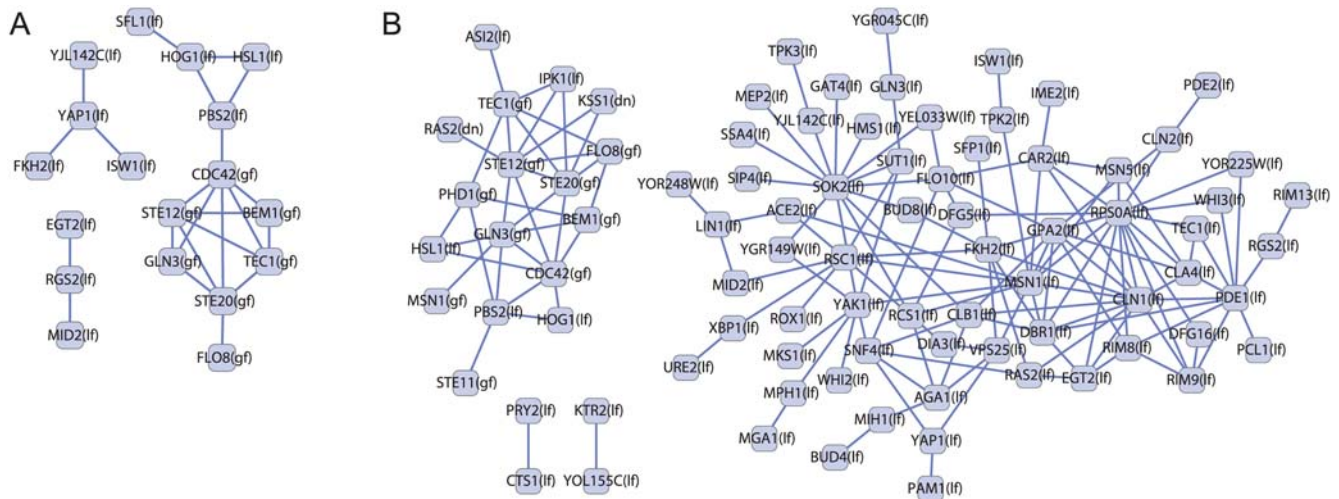 A
SFL1(lf)
YJL142C(lf)
HOG1(lf)
HSL1(lf)
YAP1(lf)
PBS2(lf)
FKH2(lf)
ISW1(lf)
CDC42(gf)
STE12(gf)
BEM1(gf)
EGT2(lf)
GLN3(gf)
TEC1(gf)
RGS2(lf)
STE20(gf)
MID2(lf)
FLO8(gf)
B
ASI2(lf)
IPK1(lf)
TEC1(gf)
KSS1(dn)
RAS2(dn)
STE12(gf)
FLO8(gf)
STE20(gf)
PHD1(gf)
BEM1(gf)
GLN3(gf)
HSL1(lf)
CDC42(gf)
MSN1(gf)
PBS2(lf)
HOG1(lf)
STE11(gf)
PRY2(lf)
KTR2(lf)
CTS1(lf)
YOL155C(lf)
YGR045C(lf)
TPK3(lf)
ISW1(lf)
GAT4(lf)
GLN3(lf)
PDE2(lf)
MEP2(lf)
IME2(lf)
YJL142C(lf)
HMS1(lf)
YEL033W(lf)
TPK2(lf)
SSA4(lf)
CLN2(lf)
SFP1(lf)
SUT1(lf)
CAR2(lf)
MSN5(lf)
YOR225W(lf)
SIP4(lf)
FLO10(lf)
YOR248W(lf)
SOK2(lf)
RIM13(lf)
WHI3(lf)
ACE2(lf)
BUD8(lf)
DFG5(lf)
RPS0A(lf)
LIN1(lf)
GPA2(lf)
TEC1(lf)
YGR149W(lf)
FKH2(lf)
RGS2(lf)
RSC1(lf)
CLA4(lf)
MID2(lf)
MSN1(lf)
YAK1(lf)
CLN1(lf)
PDE1(lf)
XBP1(lf)
ROX1(lf)
RCS1(lf)
CLB1(lf)
DBR1(lf)
DFG16(lf)
MKS1(lf)
SNF4(lf)
DIA3(lf)
VPS25(lf)
RIM8(lf)
PCL1(lf)
URE2(lf)
WHI2(lf)
RAS2(lf)
EGT2(lf)
RIM9(lf)
MPH1(lf)
AGA1(lf)
MIH1(lf)
MGA1(lf)
YAP1(lf)
BUD4(lf)
PAM1(lf)